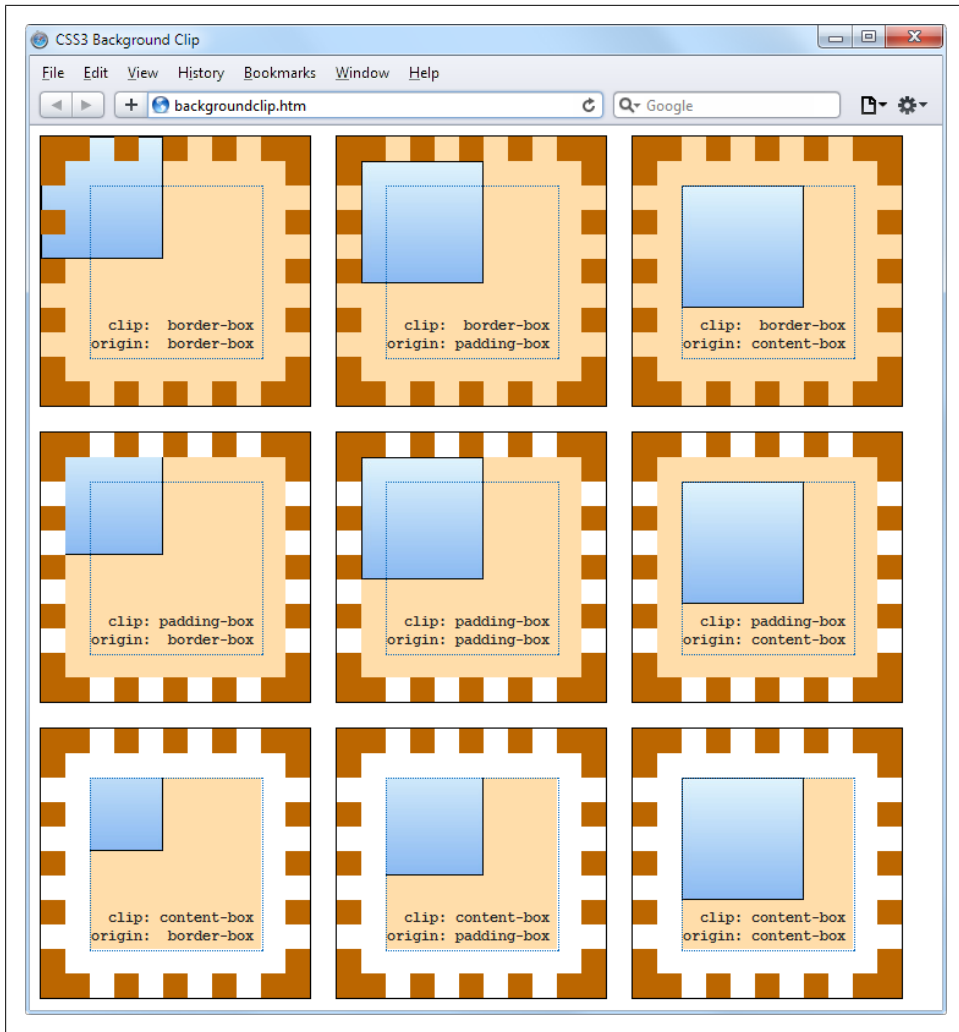 CSS3 Background Clip
File Edit View History Bookmarks Window Help
backgroundclip.htm
Google
clip: border-box
origin: border-box
clip: border-box
origin: padding-box
clip: border-box
origin: content-box
clip: padding-box
origin: border-box
clip: padding-box
origin: padding-box
clip: padding-box
origin: content-box
clip: content-box
origin: border-box
clip: content-box
origin: padding-box
clip: content-box
origin: content-box